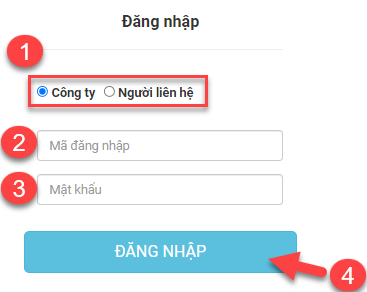 Đăng nhập
1
Công ty Người liên hệ
2 Mã đăng nhập
3 Mật khẩu
ĐĂNG NHẬP
4